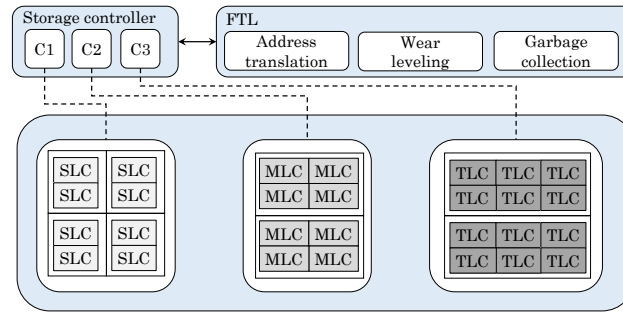 Storage controller
C1 C2 C3
FTL
Address
translation
Wear
leveling
Garbage
collection
SLC SLC
SLC SLC
SLC SLC
SLC SLC
MLC MLC
MLC MLC
MLC MLC
MLC MLC
TLC TLC TLC
TLC TLC TLC
TLC TLC TLC
TLC TLC TLC